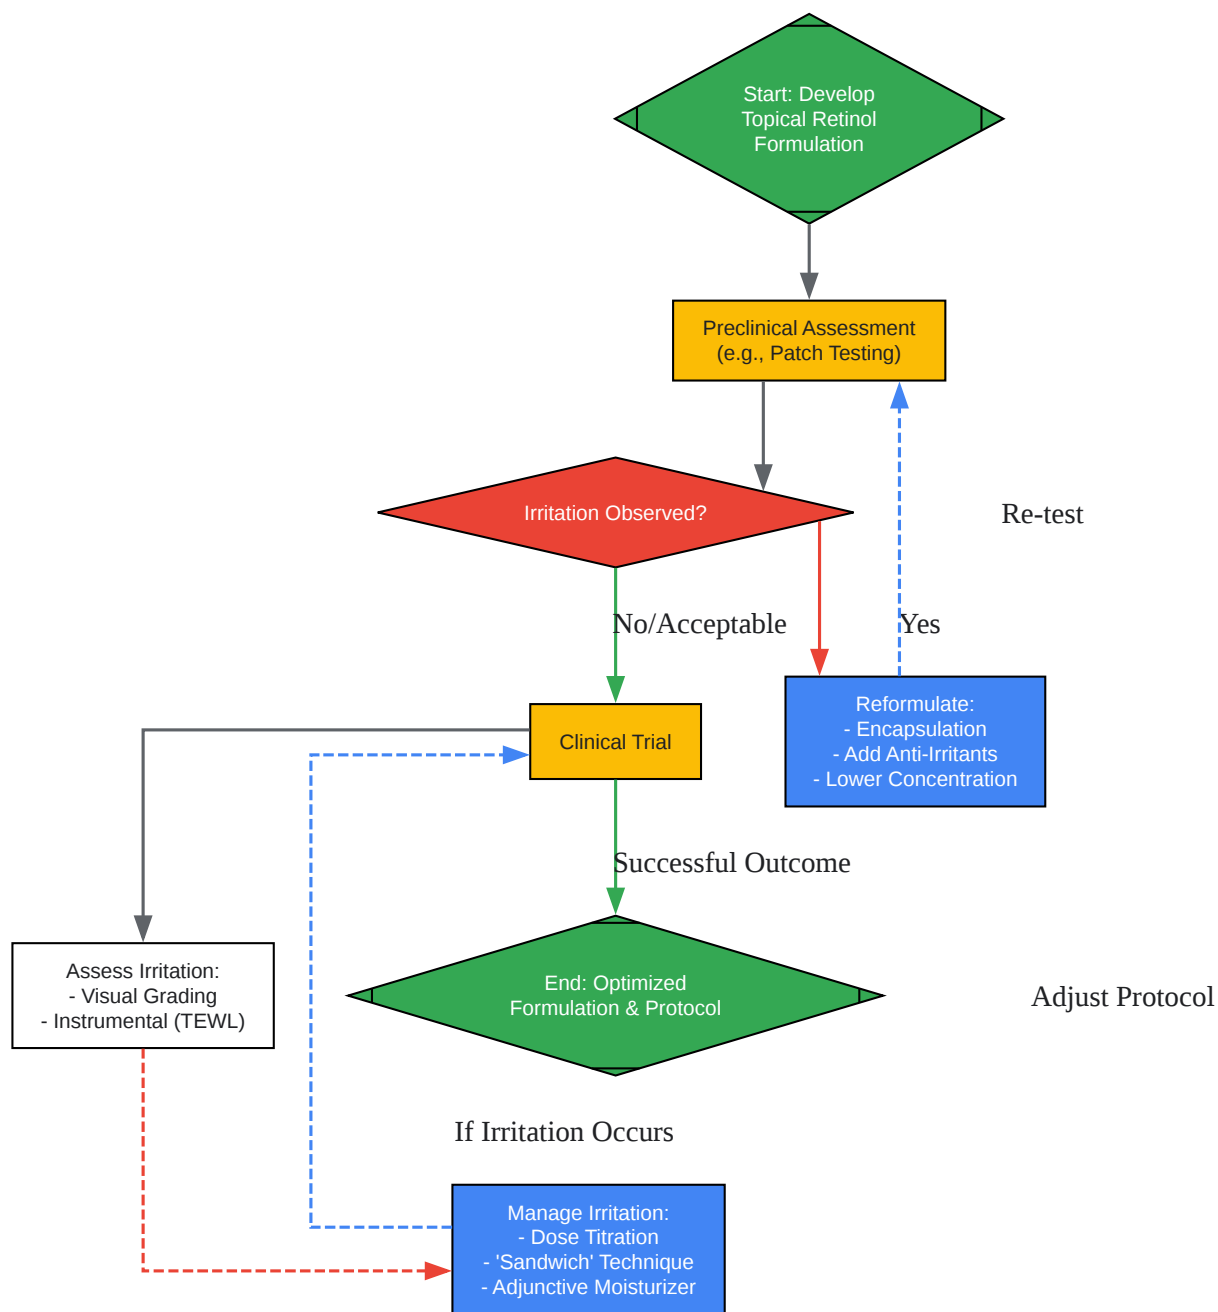 Start: Develop
Topical Retinol
Formulation
Preclinical Assessment
(e.g., Patch Testing)
Irritation Observed?
Re-test
No/Acceptable
Yes
Reformulate:
- Encapsulation
- Add Anti-Irritants
- Lower Concentration
Clinical Trial
Successful Outcome
Assess Irritation:
- Visual Grading
- Instrumental (TEWL)
End: Optimized
Formulation & Protocol
Adjust Protocol
If Irritation Occurs
Manage Irritation:
- Dose Titration
- 'Sandwich' Technique
- Adjunctive Moisturizer